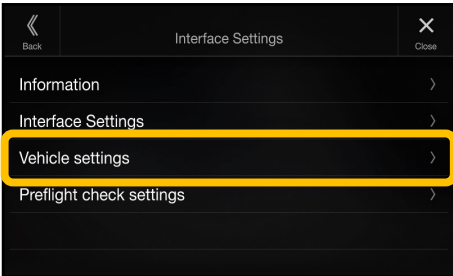 Back
Interface Settings
Close
Information
Interface Settings
Vehicle settings
Preflight check settings